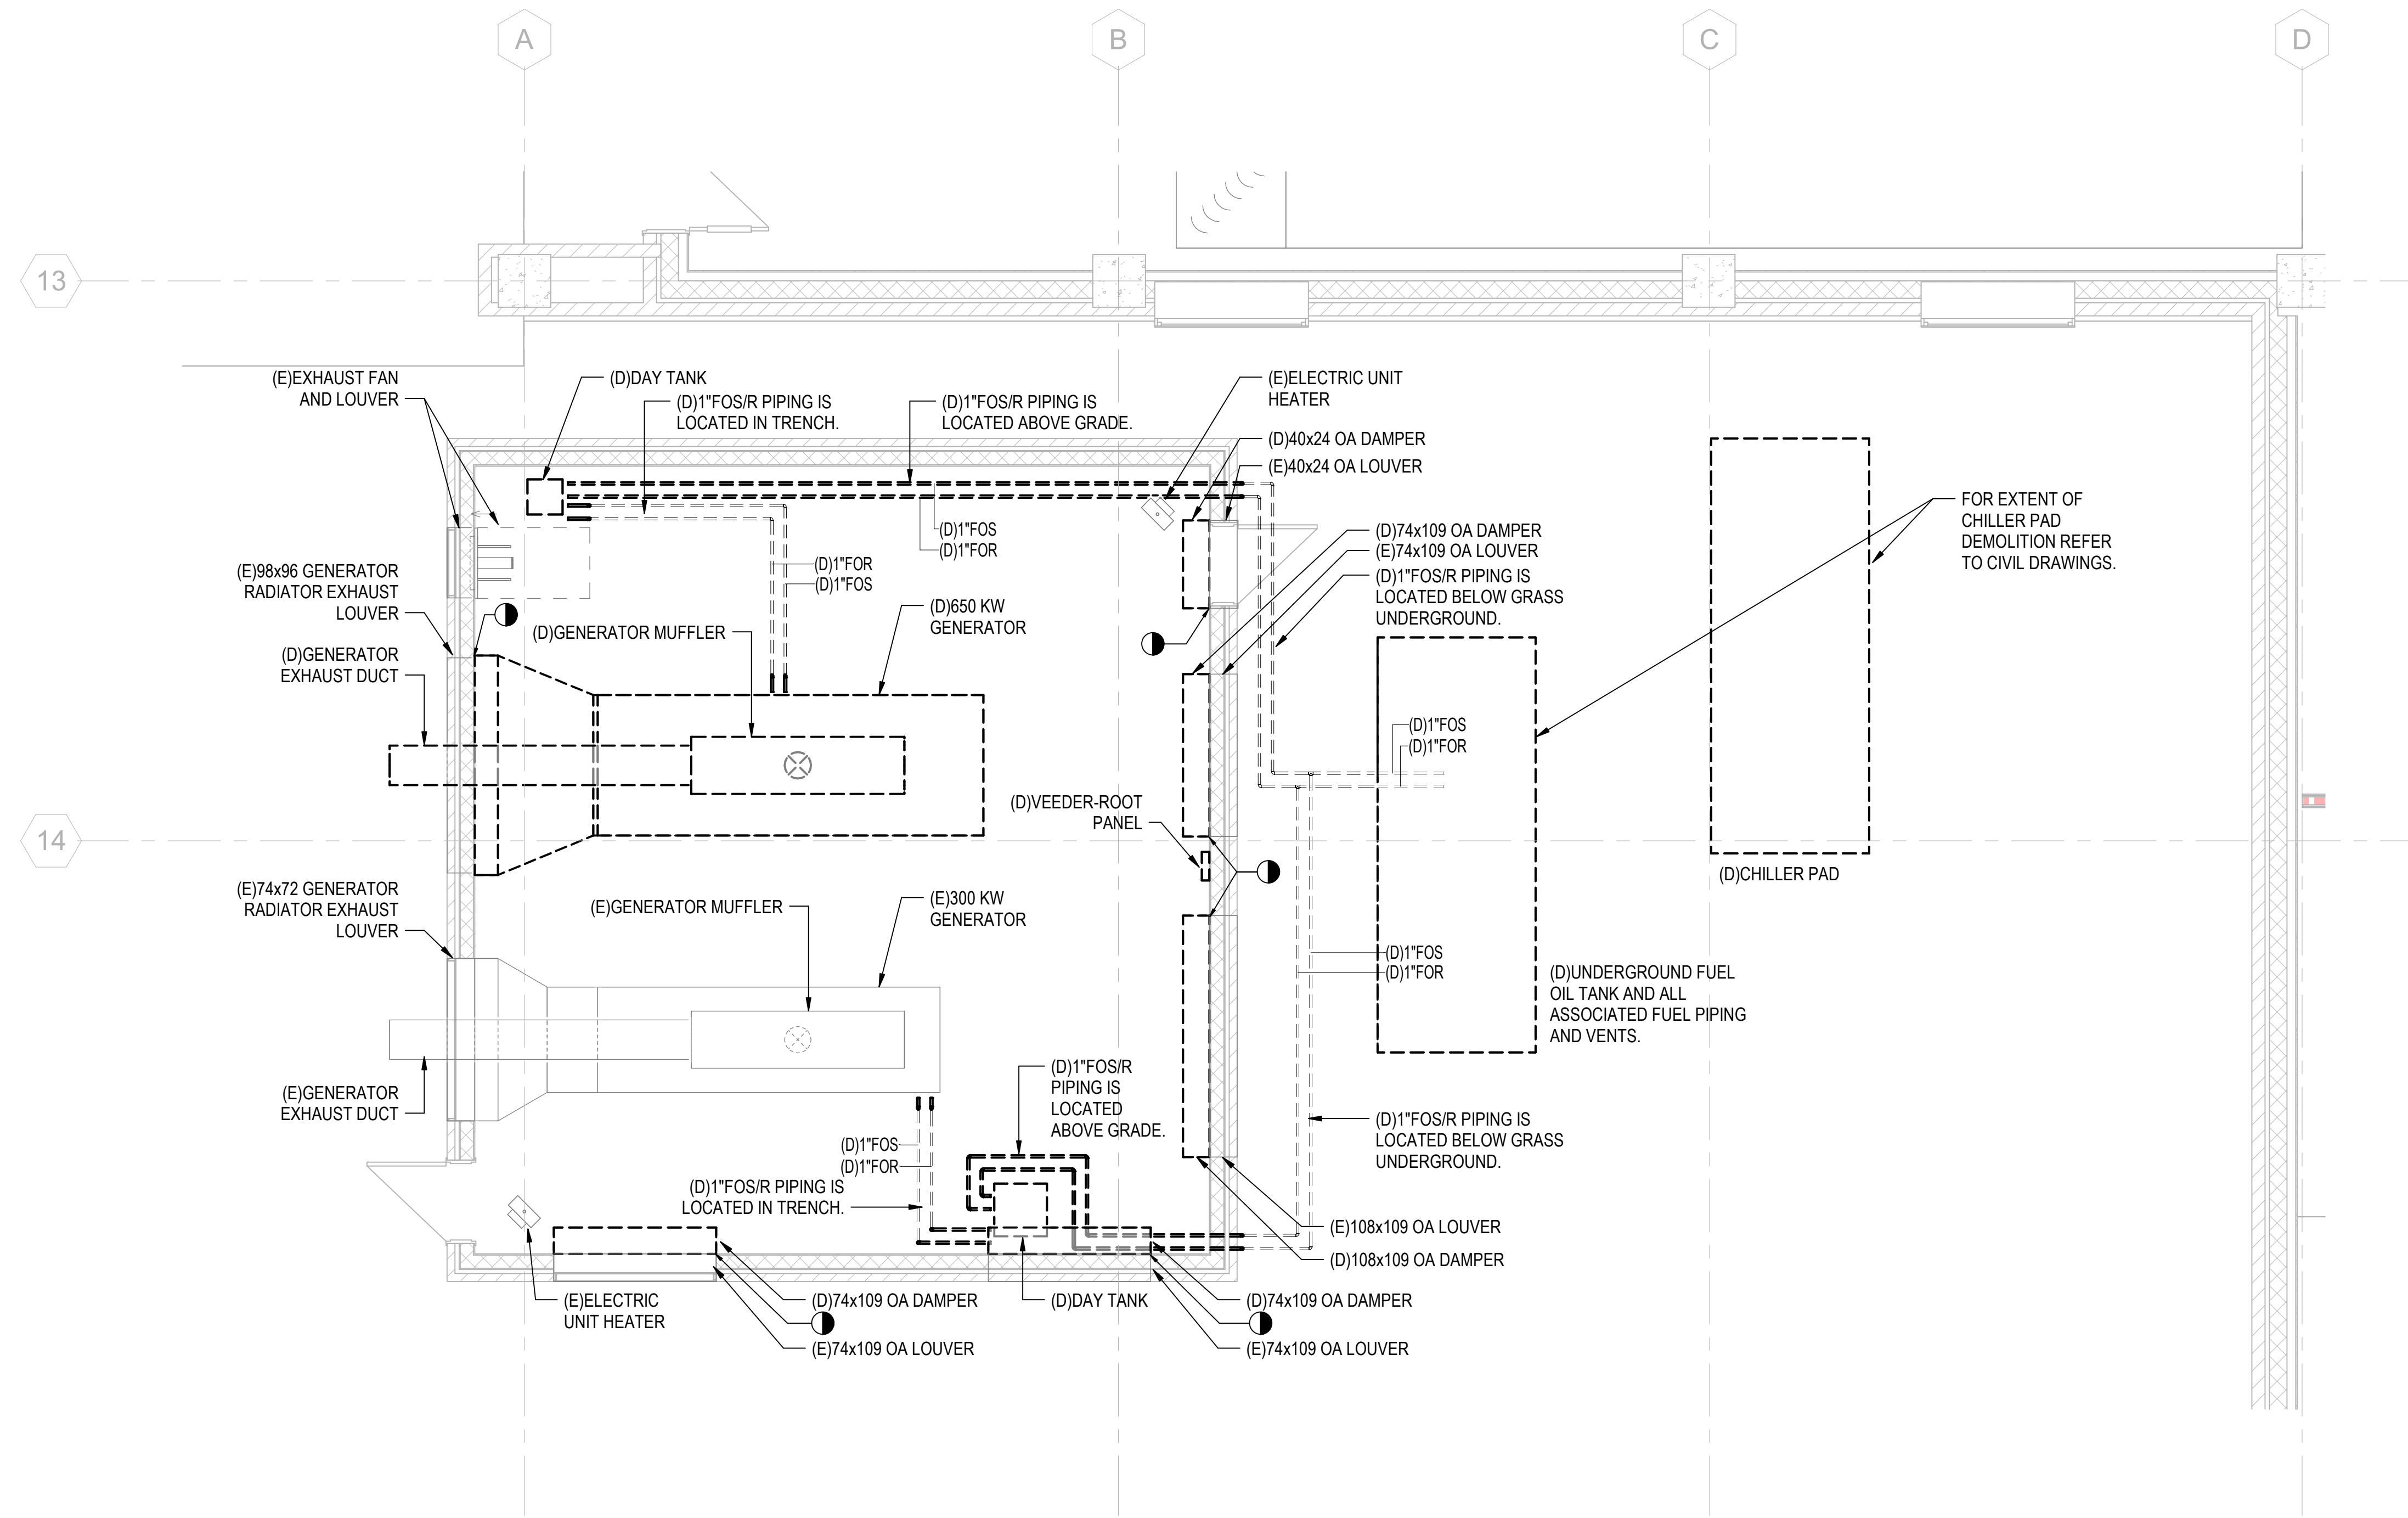 A
B
C
D
13
14
(E)EXHAUST FAN
AND LOUVER
(D)DAY TANK
(D)1"FOS/R PIPING IS
LOCATED IN TRENCH.
(D)1"FOS/R PIPING IS
LOCATED ABOVE GRADE.
(E)ELECTRIC UNIT
HEATER
(D)40x24 OA DAMPER
(E)40x24 OA LOUVER
FOR EXTENT OF
CHILLER PAD
DEMOLITION REFER
TO CIVIL DRAWINGS.
(D)1"FOS
(D)1"FOR
(D)74x109 OA DAMPER
(E)74x109 OA LOUVER
(D)1"FOS/R PIPING IS
LOCATED BELOW GRASS
UNDERGROUND.
(D)1"FOR
(D)1"FOS
(E)98x96 GENERATOR
RADIATOR EXHAUST
LOUVER
(D)650 KW
GENERATOR
(D)GENERATOR MUFFLER
(D)GENERATOR
EXHAUST DUCT
(D)1"FOS
(D)1"FOR
(D)VEEDER-ROOT
PANEL
(D)CHILLER PAD
(E)74x72 GENERATOR
RADIATOR EXHAUST
LOUVER
(E)GENERATOR MUFFLER
(E)300 KW
GENERATOR
(D)1"FOS
(D)1"FOR
(D)UNDERGROUND FUEL
OIL TANK AND ALL
ASSOCIATED FUEL PIPING
AND VENTS.
(E)GENERATOR
EXHAUST DUCT
(D)1"FOS/R
PIPING IS
LOCATED
ABOVE GRADE.
(D)1"FOS/R PIPING IS
LOCATED BELOW GRASS
UNDERGROUND.
(D)1"FOS
(D)1"FOR
(D)1"FOS/R PIPING IS
LOCATED IN TRENCH.
(E)108x109 OA LOUVER
(D)108x109 OA DAMPER
(E)ELECTRIC
UNIT HEATER
(D)74x109 OA DAMPER
(E)74x109 OA LOUVER
(D)DAY TANK
(D)74x109 OA DAMPER
(E)74x109 OA LOUVER